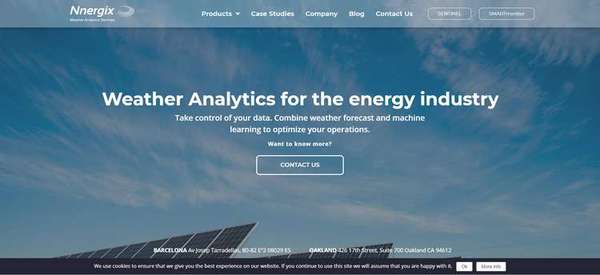 Nnergix
Weather Analytics Services
Products Case Studies Company Blog Contact Us SENTINEL
Weather Analytics for the energy industry
Take control of your data. Combine weather forecast and machine
learning to optimize your operations.
Want to know more?
CONTACT US
BARCELONA Av Josep Tarradellas, 80-82 08029 ES OAKLAND 426 17th Street, Suite 700 Oakland CA 94612
We use cookies to ensure that we give you the best experience on our website. If you continue to use this site we will assume that you are happy with it. Ok More info